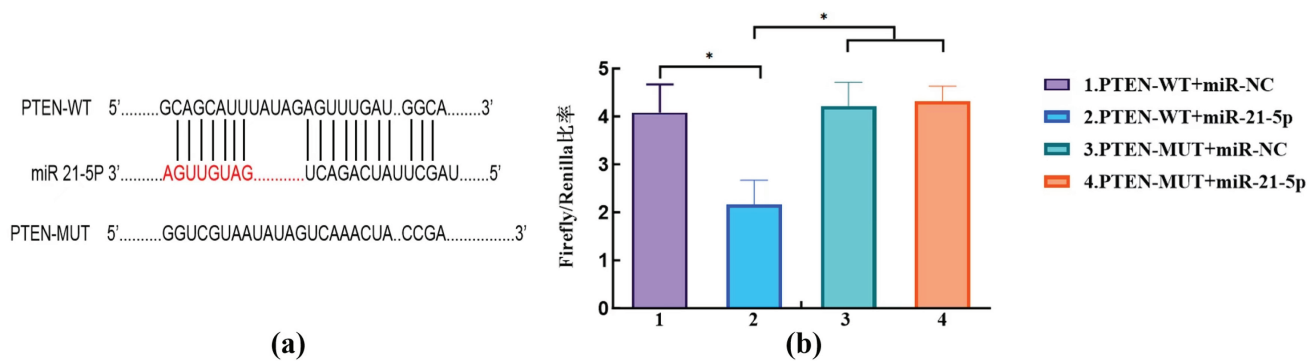 PTEN-WT 5'.........GCAGCAUUUAUAGAGUUUGAU..GGCA.........3'
miR 21-5P 3'.........AGUUGUAG............UCAGACUAUUCGAU.......5'
PTEN-MUT 5'..........GGUCGUAAUAUAGUCAAACUA..CCGA................3'
(a)
*
*
Firefly/Renilla比率
5
4
3
2
1
0
1 2 3 4
(b)
1.PTEN-WT+miR-NC
2.PTEN-WT+miR-21-5p
3.PTEN-MUT+miR-NC
4.PTEN-MUT+miR-21-5p